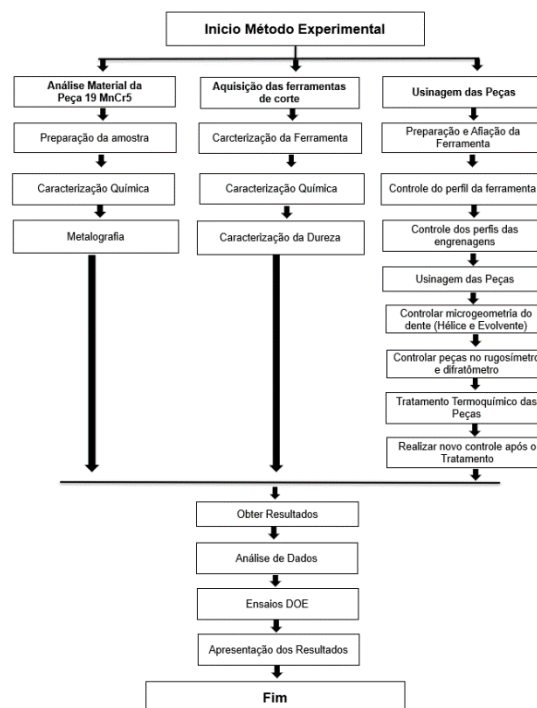 Inicio Método Experimental
Análise Material da
Peça 19 MnCr5
Preparação da amostra
Caracterização Química
Metalografia
Aquisição das ferramentas
de corte
Carcterização da Ferramenta
Caracterização Química
Caracterização da Dureza
Usinagem das Peças
Preparação e Afiação da
Ferramenta
Controle do perfil da ferramenta
Controle dos perfis das
engrenagens
Usinagem das Peças
Controlar microgeometria do
dente (Hélice e Evolvente)
Controlar peças no rugosímetro
e difratômetro
Tratamento Termoquímico das
Peças
Realizar novo controle após o
Tratamento
Obter Resultados
Análise de Dados
Ensaios DOE
Apresentação dos Resultados
Fim